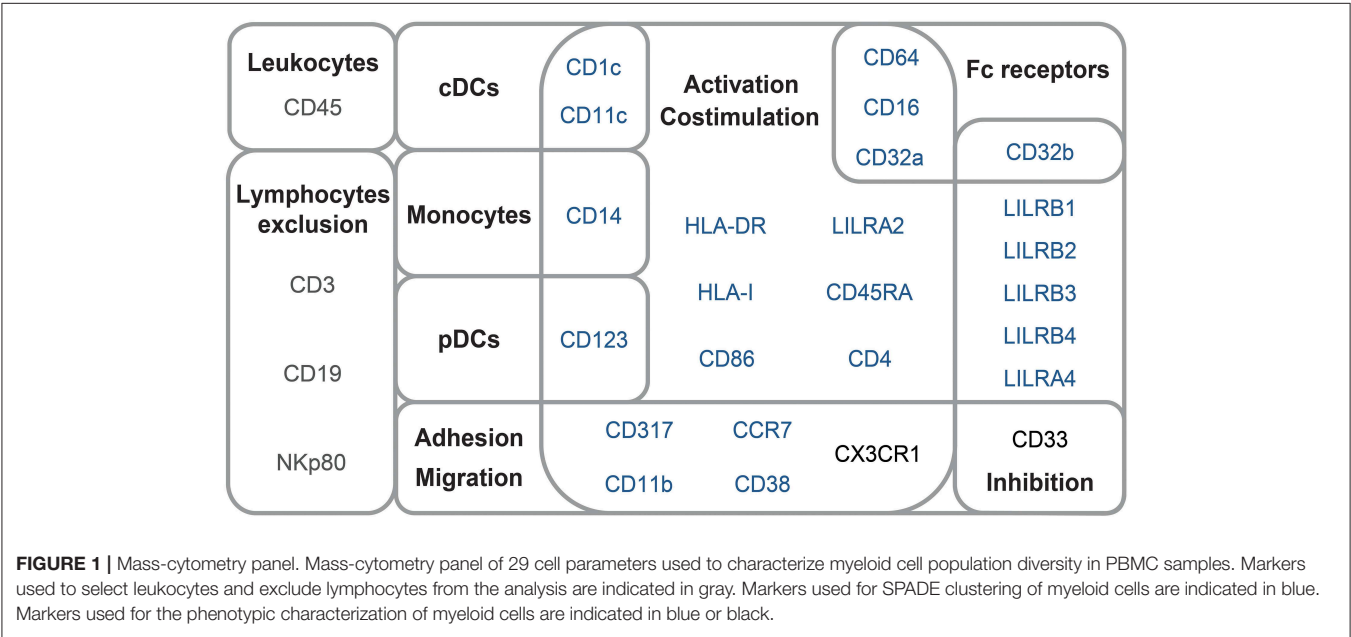 Leukocytes
CD45
Lymphocytes
exclusion
CD3
CD19
NKp80
cDCs
CD1c
CD11c
Monocytes
CD14
pDCs
CD123
Activation
Costimulation
HLA-DR
LILRA2
HLA-I
CD45RA
CD86
CD4
CD64
CD16
CD32a
Fc receptors
CD32b
LILRB1
LILRB2
LILRB3
LILRB4
LILRA4
Adhesion
Migration
CD317
CCR7
CX3CR1
CD11b
CD38
CD33
Inhibition
FIGURE 1 | Mass-cytometry panel. Mass-cytometry panel of 29 cell parameters used to characterize myeloid cell population diversity in PBMC samples. Markers
used to select leukocytes and exclude lymphocytes from the analysis are indicated in gray. Markers used for SPADE clustering of myeloid cells are indicated in blue.
Markers used for the phenotypic characterization of myeloid cells are indicated in blue or black.